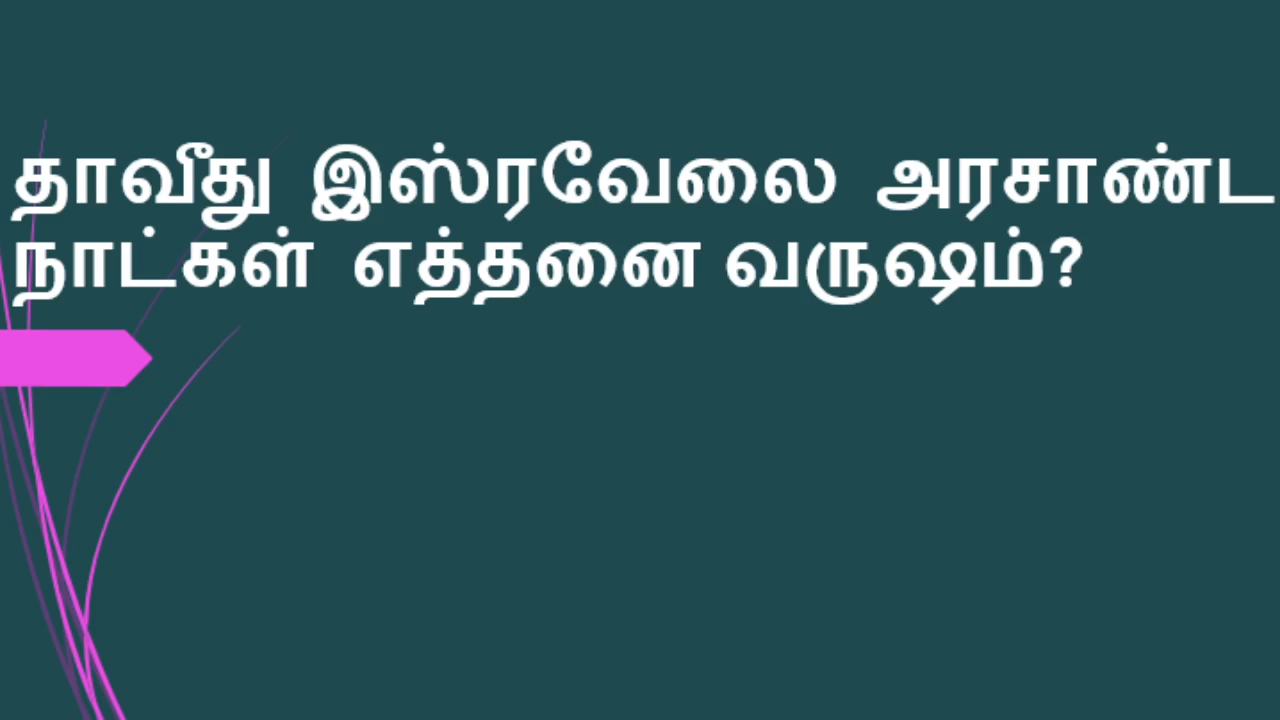 தாவீது இஸ்ரவேலை அரசாண்ட
நாட்கள் எத்தனை வருஷம்?